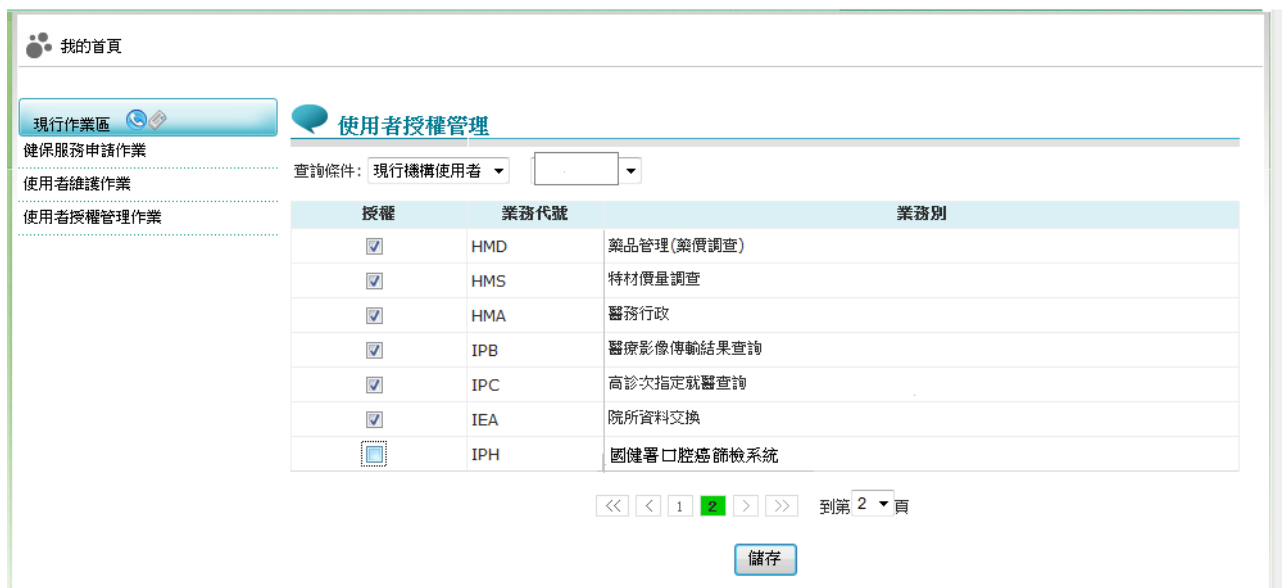 我的首頁
現行作業區
健保服務申請作業
使用者維護作業
使用者授權管理作業
使用者授權管理
查詢條件: 現行機構使用者
授權 業務代號 業務別
HMD 藥品管理(藥價調查)
HMS 特材價量調查
HMA 醫務行政
IPB 醫療影像傳輸結果查詢
IPC 高診次指定就醫查詢
IEA 院所資料交換
IPH 國健署口腔癌篩檢系統
<< < 1 2 > >> 到第 2 頁
儲存